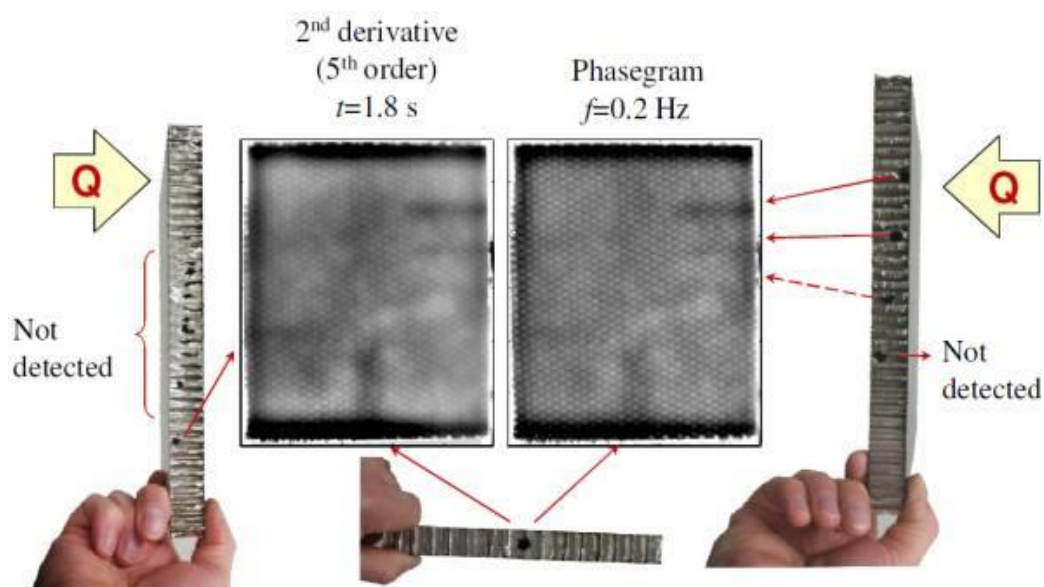 2nd derivative
(5th order)
t=1.8 s
Phasegram
f=0.2 Hz
Q
Q
Not
detected
Not
detected